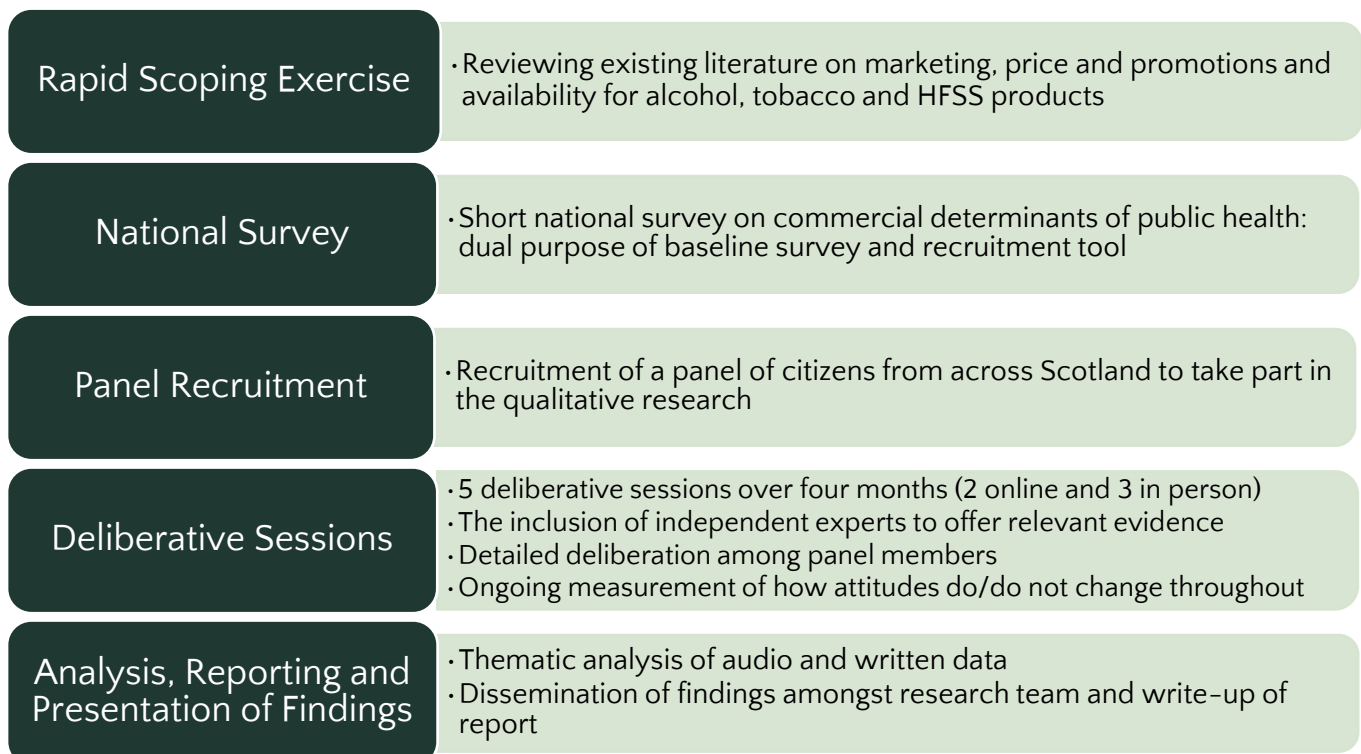 Rapid Scoping Exercise
·Reviewing existing literature on marketing, price and promotions and
availability for alcohol, tobacco and HFSS products
National Survey
·Short national survey on commercial determinants of public health:
dual purpose of baseline survey and recruitment tool
Panel Recruitment
·Recruitment of a panel of citizens from across Scotland to take part in
the qualitative research
Deliberative Sessions
·5 deliberative sessions over four months (2 online and 3 in person)
·The inclusion of independent experts to offer relevant evidence
·Detailed deliberation among panel members
·Ongoing measurement of how attitudes do/do not change throughout
Analysis, Reporting and
Presentation of Findings
·Thematic analysis of audio and written data
·Dissemination of findings amongst research team and write-up of
report